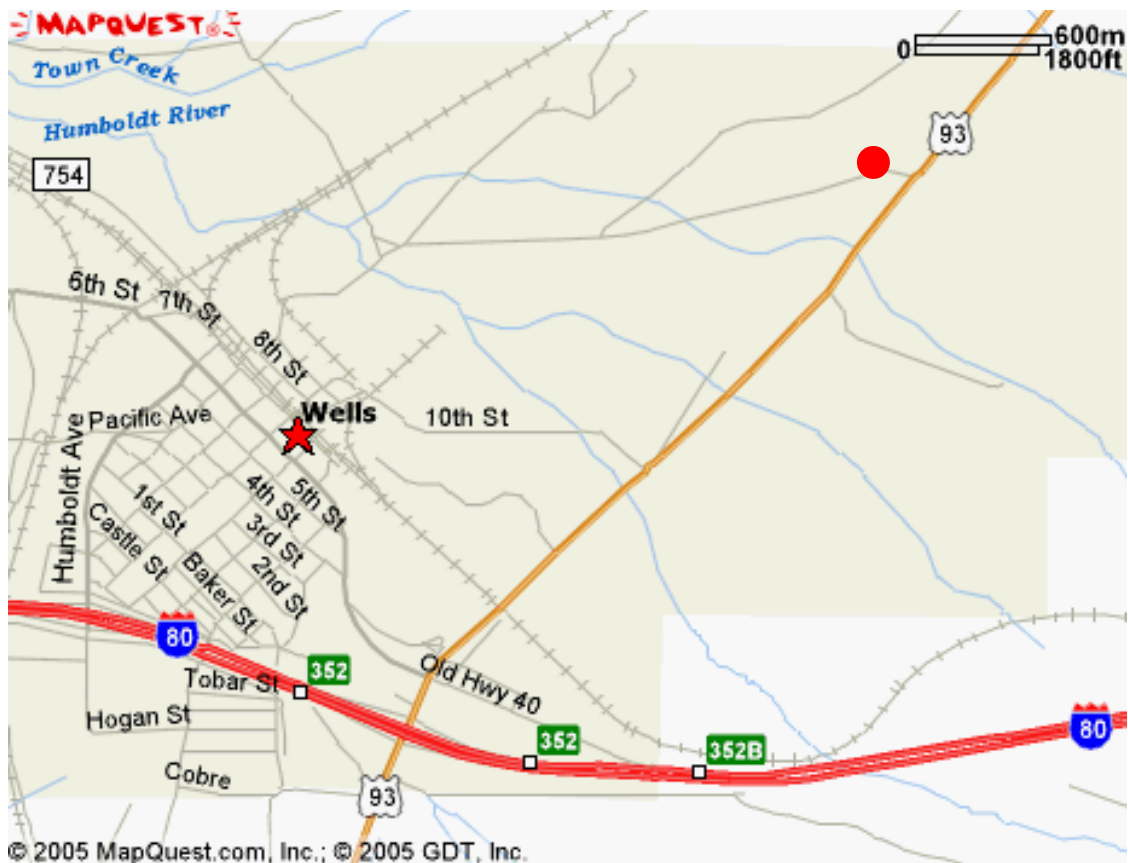 MAPQUEST®
0 600m
1800ft
Town Creek
Humboldt River
93
754
6th St
7th St
8th St
Wells
Pacific Ave
10th St
Humboldt Ave
5th St
4th St
1st St
3rd St
Castle St
2nd St
Baker St
80
352
Old Hwy 40
Tobar St
Hogan St
352
352B
80
Cobre
93
© 2005 MapQuest.com, Inc.; © 2005 GDT, Inc.